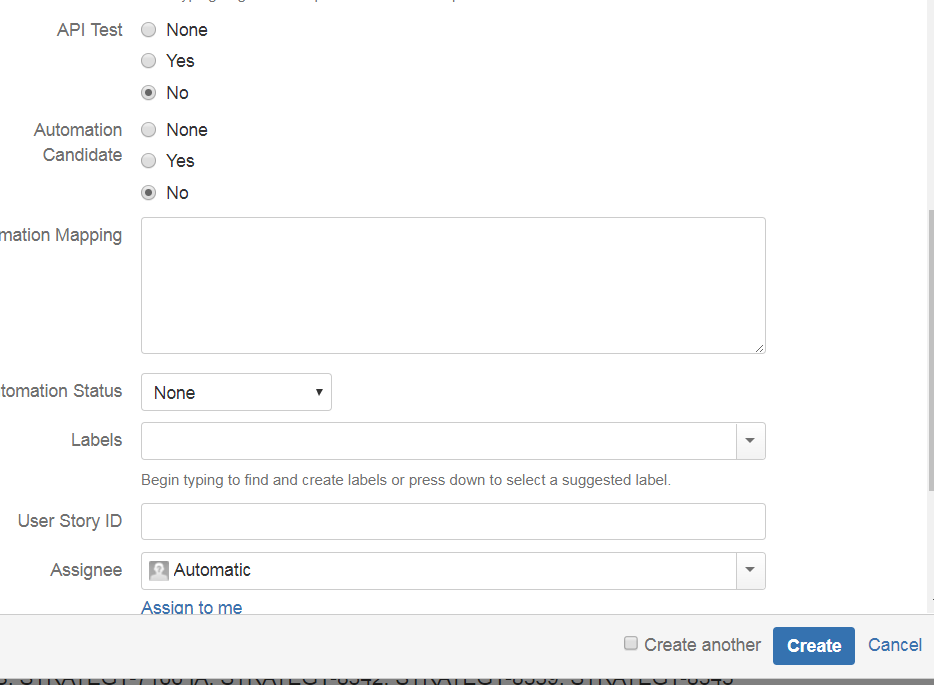 API Test
None
Yes
No
Automation
Candidate
None
Yes
No
mation Mapping
tomation Status
None
Labels
Begin typing to find and create labels or press down to select a suggested label.
User Story ID
Assignee
Automatic
Assign to me
Create another
Create
Cancel